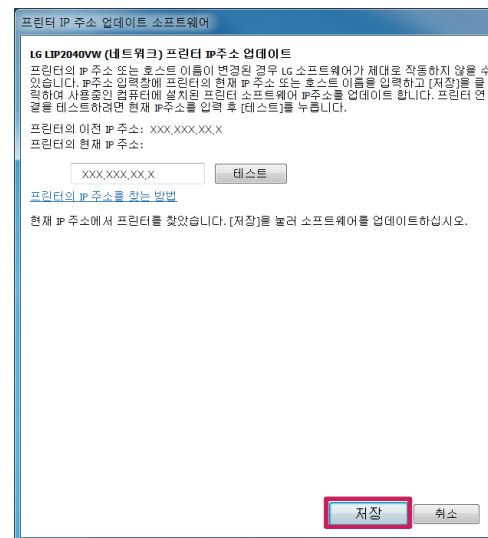 프린터 IP 주소 업데이트 소프트웨어
LG LIP2040VW (네트워크) 프린터 IP주소 업데이트
프린터의 IP 주소 또는 호스트 이름이 변경된 경우 LG 소프트웨어가 제대로 작동하지 않을 수
있습니다. IP주소 입력창에 프린터의 현재 IP 주소 또는 호스트 이름을 입력하고 [저장]을 클
릭하여 사용중인 컴퓨터에 설치된 프린터 소프트웨어 IP주소를 업데이트 합니다. 프린터 연
결을 테스트하려면 현재 IP주소를 입력 후 [테스트]를 누릅니다.
프린터의 이전 IP 주소: XXX,XXX,XX,X
프린터의 현재 IP 주소:
XXX,XXX,XX,X 테스트
프린터의 IP 주소를 찾는 방법
현재 IP 주소에서 프린터를 찾았습니다. [저장]을 눌러 소프트웨어를 업데이트하십시오.
저장 취소